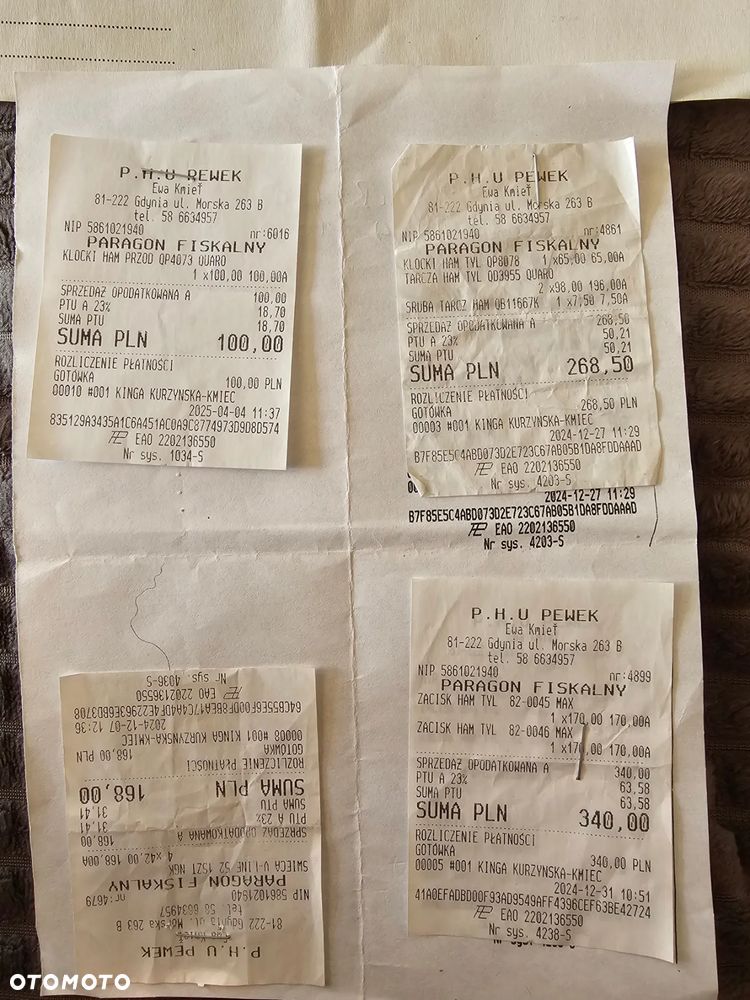 P.H.U PEWEK
Ewa Kmieť
81-222 Gdynia ul. Morska 263 B
tel. 58 6634957
NIP 5861021940 nr:6016
PARAGON FISKALNY
KLOCKI HAM PRZOD QP4073 QUARO
1 x100,00 100,00A
SPRZEDAŻ OPODATKOWANA A 100,00
PTU A 23% 18,70
SUMA PTU 18,70
SUMA PLN 100,00
ROZLICZENIE PŁATNOŚCI
GOTÓWKA 100,00 PLN
00010 #001 KINGA KURZYNSKA-KMIEC
2025-04-04 11:37
835129A3435A1C6A451AC0A9C8774973D9D8D574
EAO 2202136550
Nr sys. 1034-S
P.H.U PEWEK
Ewa Kmieť
81-222 Gdynia ul. Morska 263 B
tel. 58 6634957
NIP 5861021940 nr:4861
PARAGON FISKALNY
KLOCKI HAM TYL QP8078 1 x65,00 65,00A
TARCZA HAM TYL QD3955 QUARO
2 x98,00 196,00A
SRUBA TARCZ HAM QB11667K 1 x7,50 7,50A
SPRZEDAŻ OPODATKOWANA A 268,50
PTU A 23% 50,21
SUMA PTU 50,21
SUMA PLN 268,50
ROZLICZENIE PŁATNOŚCI
GOTÓWKA 268,50 PLN
00003 #001 KINGA KURZYNSKA-KMIEC
2024-12-27 11:29
B7F85E5C4ABD073D2E723C67AB05B1DA8FDDAAAD
EAO 2202136550
Nr sys. 4203-S
2024-12-27 11:29
B7F85E5C4ABD073D2E723C67AB05B1DA8FDDAAAD
EAO 2202136550
Nr sys. 4203-S
P.H.U PEWEK
Ewa Kmieť
81-222 Gdynia ul. Morska 263 B
tel. 58 6634957
NIP 5861021940 nr:4679
PARAGON FISKALNY
ŚWIECA V-LINE 52 1SZT NGK
4 x42,00 168,00A
SPRZEDAŻ OPODATKOWANA A 168,00
PTU A 23% 31,41
SUMA PTU 31,41
SUMA PLN 168,00
ROZLICZENIE PŁATNOŚCI
GOTÓWKA 168,00 PLN
00008 #001 KINGA KURZYNSKA-KMIEC
2024-12-07 12:36
EAO 2202136550
Nr sys. 4036-S
P.H.U PEWEK
Ewa Kmieť
81-222 Gdynia ul. Morska 263 B
tel. 58 6634957
NIP 5861021940 nr:4899
PARAGON FISKALNY
ZACISK HAM TYL 82-0045 MAX
1 x170,00 170,00A
ZACISK HAM TYL 82-0046 MAX
1 x170,00 170,00A
SPRZEDAŻ OPODATKOWANA A 340,00
PTU A 23% 63,58
SUMA PTU 63,58
SUMA PLN 340,00
ROZLICZENIE PŁATNOŚCI
GOTÓWKA 340,00 PLN
00005 #001 KINGA KURZYNSKA-KMIEC
2024-12-31 10:51
41A0EFADBD00F93AD9549AFF4396CEF63BE42724
EAO 2202136550
Nr sys. 4238-S
OTOMOTO